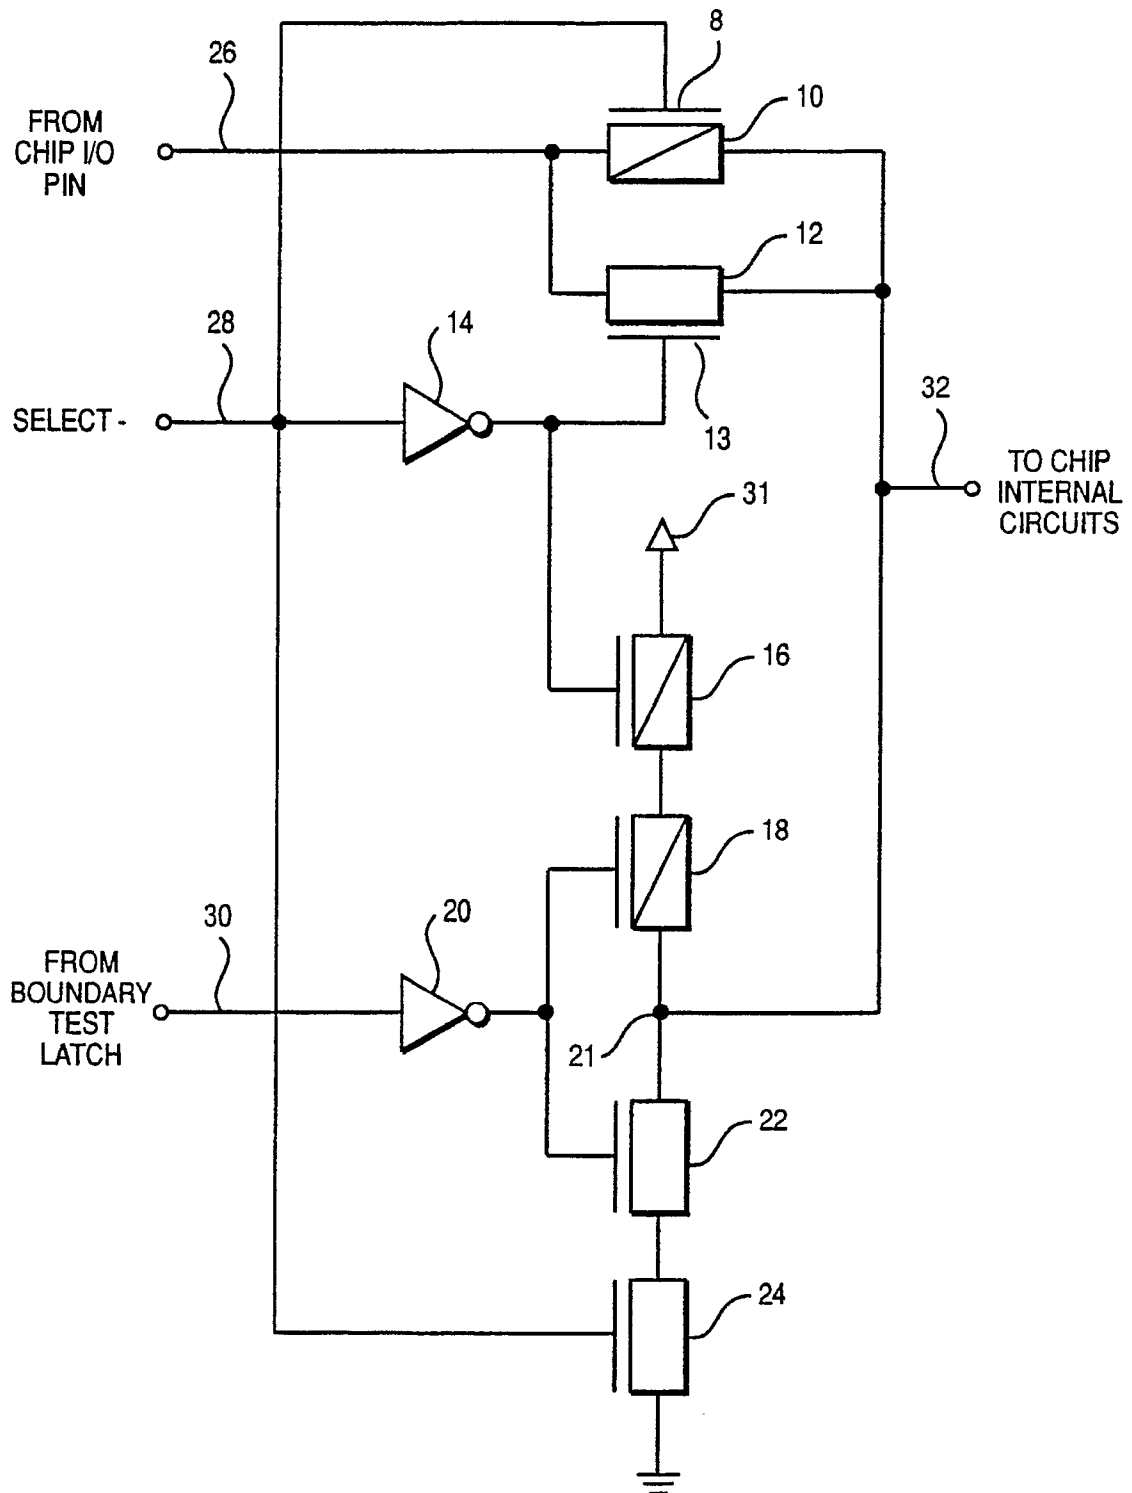 8
26
10
FROM
CHIP I/O
PIN
12
28
14
SELECT -
13
32
TO CHIP
INTERNAL
CIRCUITS
31
16
18
30
20
FROM
BOUNDARY
TEST
LATCH
21
22
24